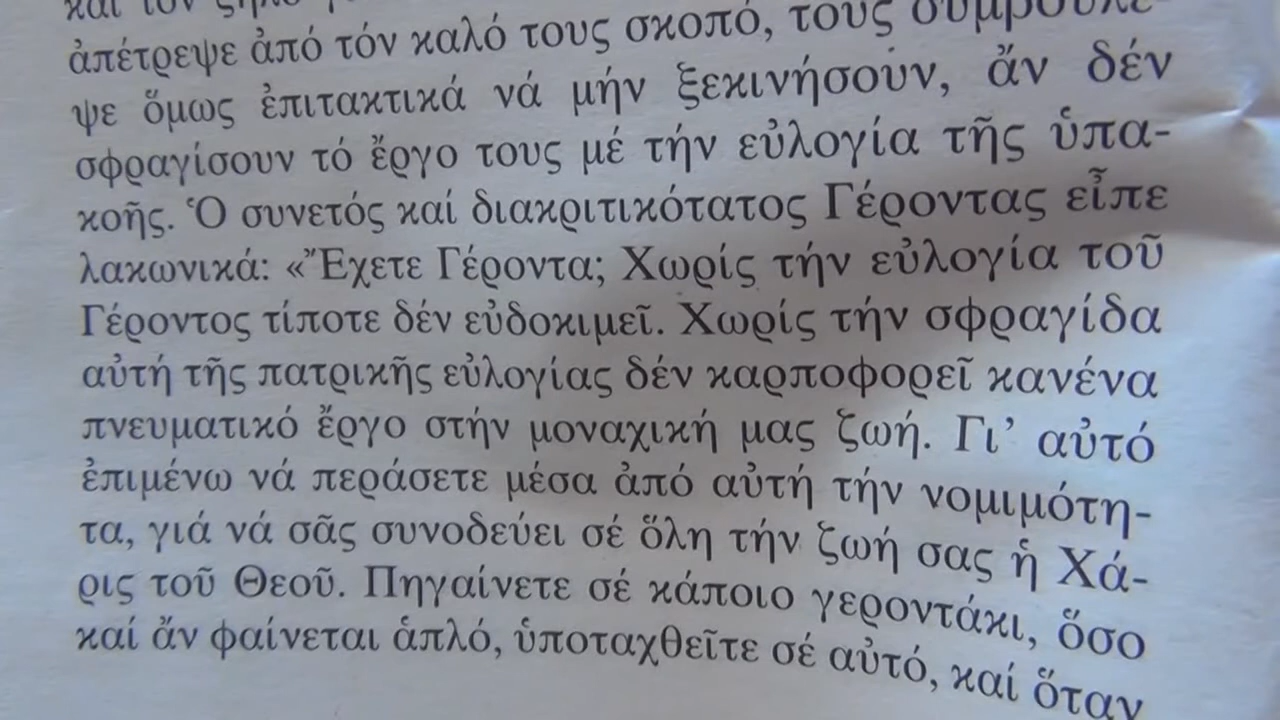 καί τόν
ἀπέτρεψε ἀπό τόν καλό τους σκοπό, τους συμβούλε-
ψε ὅμως ἐπιτακτικά νά μήν ξεκινήσουν, ἄν δέν
σφραγίσουν τό ἔργο τους μέ τήν εὐλογία τῆς ὑπα-
κοῆς. Ὁ συνετός καί διακριτικότατος Γέροντας εἶπε
λακωνικά: «Ἔχετε Γέροντα; Χωρίς τήν εὐλογία τοῦ
Γέροντος τίποτε δέν εὐδοκιμεῖ. Χωρίς τήν σφραγίδα
αὐτή τῆς πατρικῆς εὐλογίας δέν καρποφορεῖ κανένα
πνευματικό ἔργο στήν μοναχική μας ζωή. Γι᾽ αὐτό
ἐπιμένω νά περάσετε μέσα ἀπό αὐτή τήν νομιμότη-
τα, γιά νά σᾶς συνοδεύει σέ ὅλη τήν ζωή σας ἡ Χά-
ρις τοῦ Θεοῦ. Πηγαίνετε σέ κάποιο γεροντάκι, ὅσο
καί ἄν φαίνεται ἁπλό, ὑποταχθεῖτε σέ αὐτό, καί ὅταν